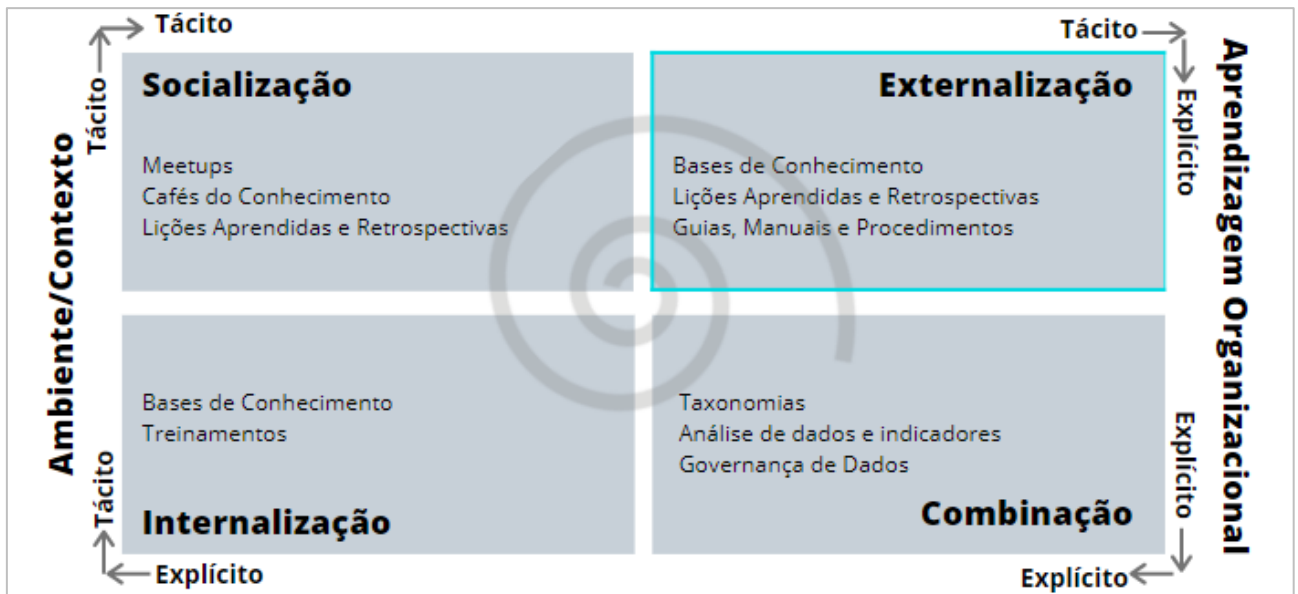 Tácito
Tácito
Socialização
Meetups
Cafés do Conhecimento
Lições Aprendidas e Retrospectivas
Tácito
Explícito
Externalização
Bases de Conhecimento
Lições Aprendidas e Retrospectivas
Guias, Manuais e Procedimentos
Ambiente/Contexto
Aprendizagem Organizacional
Bases de Conhecimento
Treinamentos
Internalização
Tácito
Explícito
Taxonomias
Análise de dados e indicadores
Governança de Dados
Combinação
Explícito
Explícito